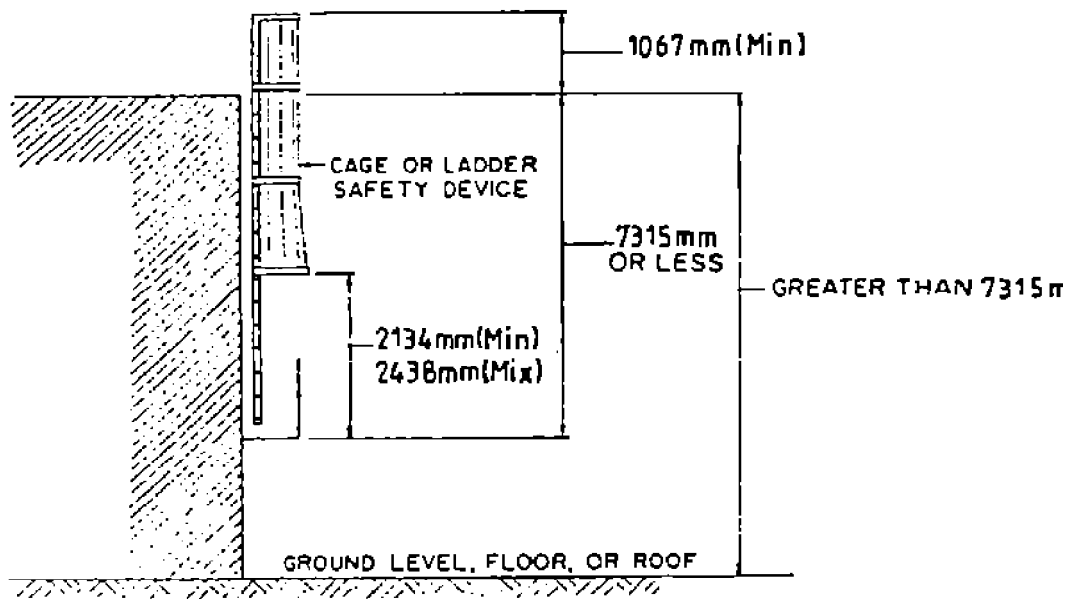 1067mm(Min)
CAGE OR LADDER
SAFETY DEVICE
7315mm
OR LESS
GREATER THAN 7315m
2134mm(Min)
2438mm(Mix)
GROUND LEVEL, FLOOR, OR ROOF